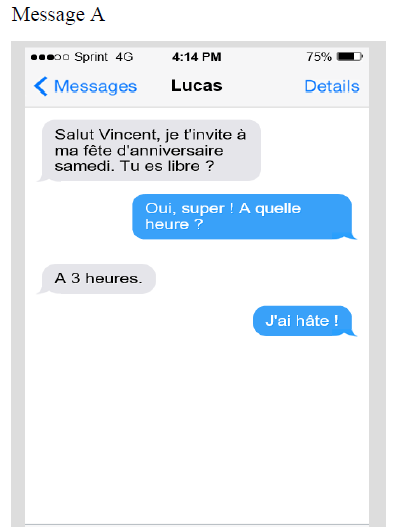 Message A
Sprint 4G 4:14 PM 75%
Messages Lucas Details
Salut Vincent, je t'invite à
ma fête d'anniversaire
samedi. Tu es libre ?
Oui, super ! A quelle
heure ?
A 3 heures.
J'ai hâte !